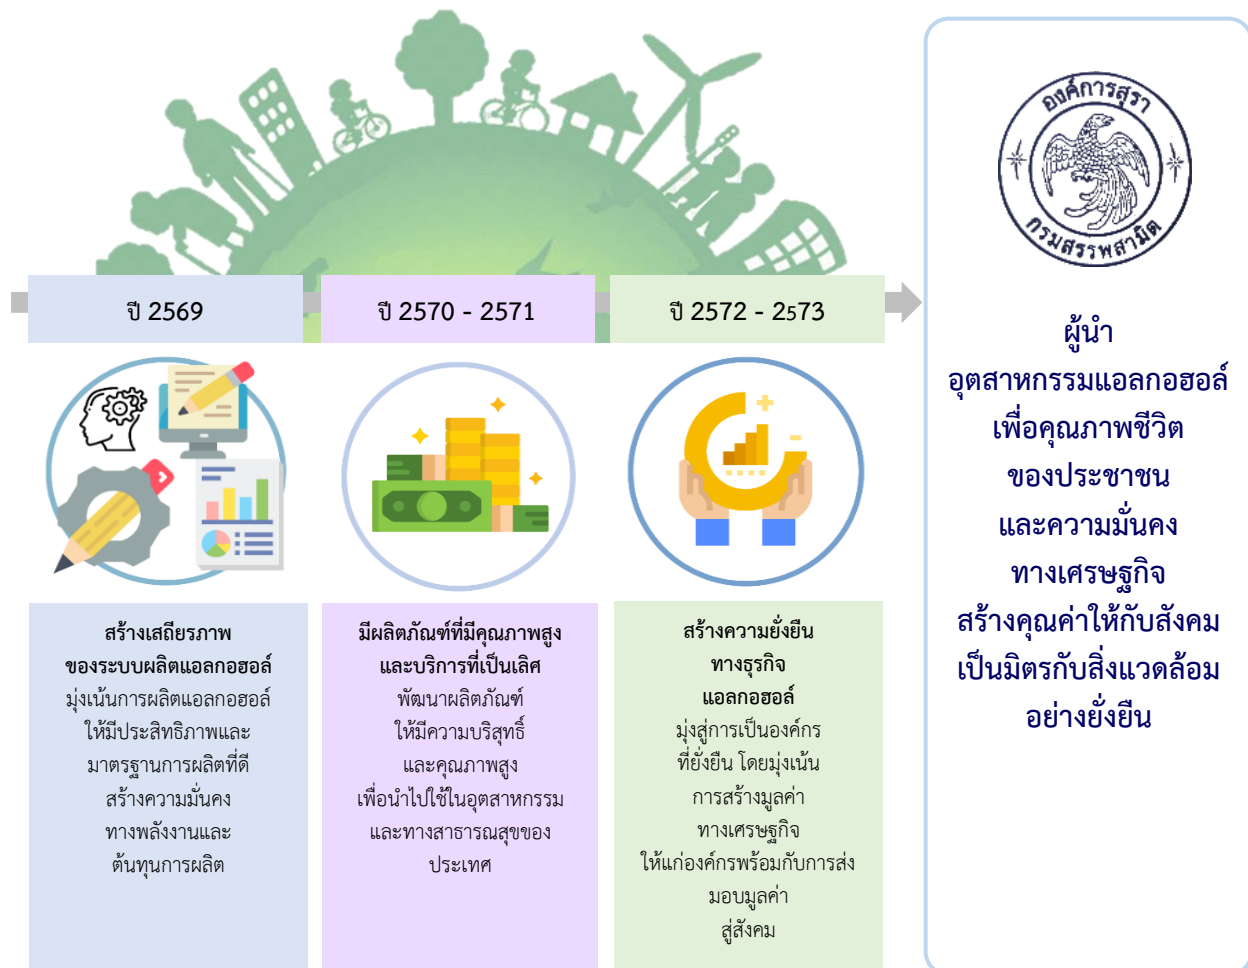 องค์การสุรา
กรมสรรพสามิต
ปี 2569
ปี 2570 - 2571
ปี 2572 - 2573
ผู้นำ
อุตสาหกรรมแอลกอฮอล์
เพื่อคุณภาพชีวิต
ของประชาชน
และความมั่นคง
ทางเศรษฐกิจ
สร้างคุณค่าให้กับสังคม
เป็นมิตรกับสิ่งแวดล้อม
อย่างยั่งยืน
สร้างเสถียรภาพ
ของระบบผลิตแอลกอฮอล์
มุ่งเน้นการผลิตแอลกอฮอล์
ให้มีประสิทธิภาพและ
มาตรฐานการผลิตที่ดี
สร้างความมั่นคง
ทางพลังงานและ
ต้นทุนการผลิต
มีผลิตภัณฑ์ที่มีคุณภาพสูง
และบริการที่เป็นเลิศ
พัฒนาผลิตภัณฑ์
ให้มีความบริสุทธิ์
และคุณภาพสูง
เพื่อนำไปใช้ในอุตสาหกรรม
และทางสาธารณสุขของ
ประเทศ
สร้างความยั่งยืน
ทางธุรกิจ
แอลกอฮอล์
มุ่งสู่การเป็นองค์กร
ที่ยั่งยืน โดยมุ่งเน้น
การสร้างมูลค่า
ทางเศรษฐกิจ
ให้แก่องค์กรพร้อมกับการส่ง
มอบมูลค่า
สู่สังคม